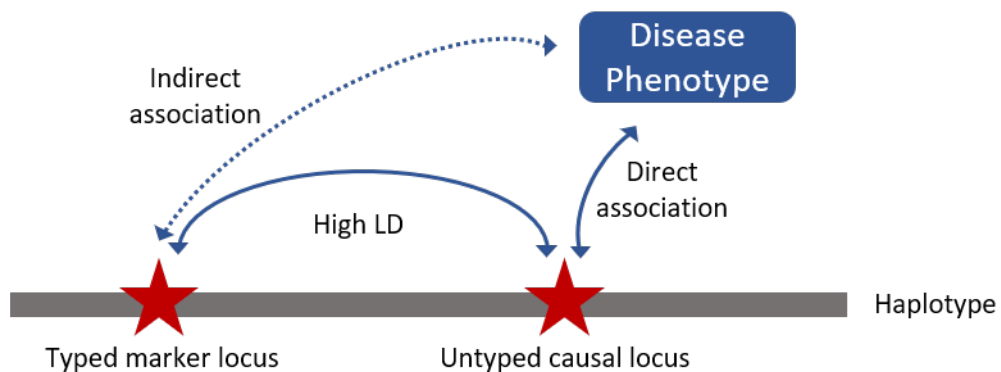 Disease
Phenotype
Indirect
association
Direct
association
High LD
Haplotype
Typed marker locus
Untyped causal locus